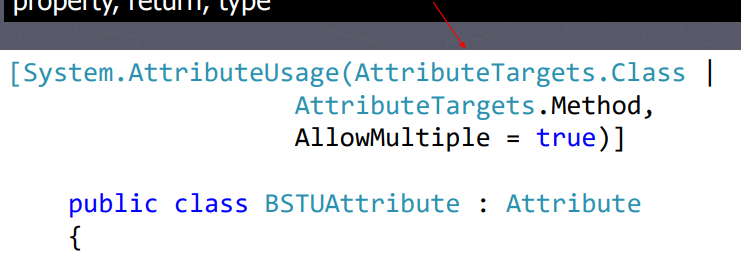 property, return, type
[System.AttributeUsage(AttributeTargets.Class |
AttributeTargets.Method,
AllowMultiple = true)]
public class BSTUAttribute : Attribute
{